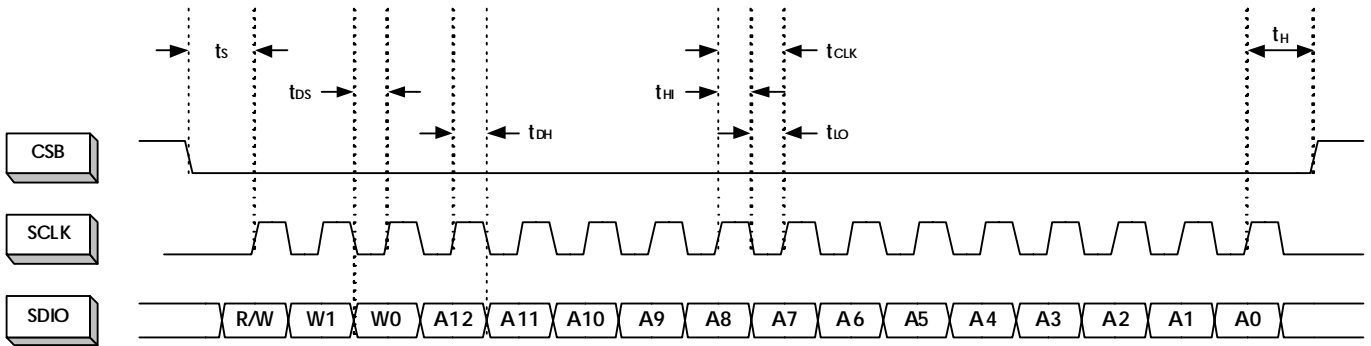 tS
tH
tCLK
tDS
tHI
tDH
tLO
CSB
SCLK
SDIO
R/W W1 W0 A12 A11 A10 A9 A8 A7 A6 A5 A4 A3 A2 A1 A0